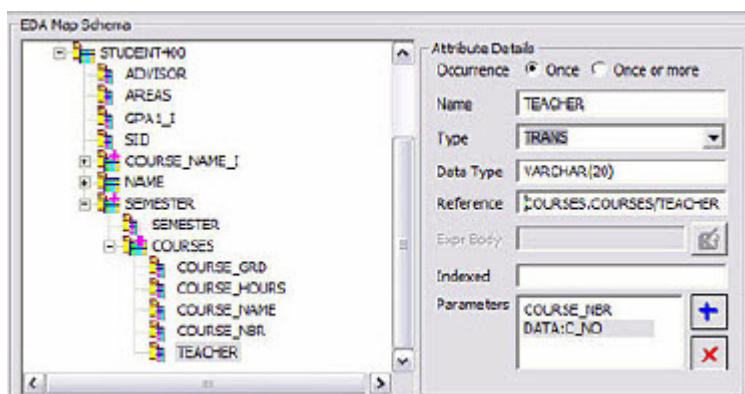 EDA Map Schema
STUDENT400
ADVISOR
AREAS
GPA1_I
SID
COURSE_NAME_I
NAME
SEMESTER
SEMESTER
COURSES
COURSE_GRD
COURSE_HOURS
COURSE_NAME
COURSE_NBR
TEACHER
Attribute Details
Occurrence Once Once or more
Name TEACHER
Type TRANS
Data Type VARCHAR(20)
Reference COURSES.COURSES/TEACHER
Expr Body
Indexed
Parameters COURSE_NBR
DATA:C_NO